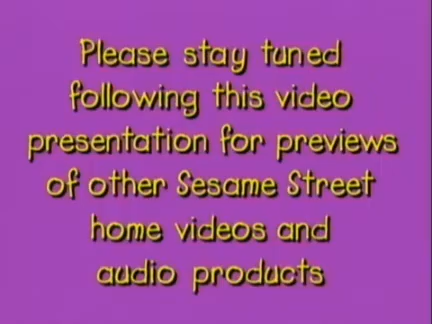 Please stay tuned
following this video
presentation for previews
of other Sesame Street
home videos and
audio products